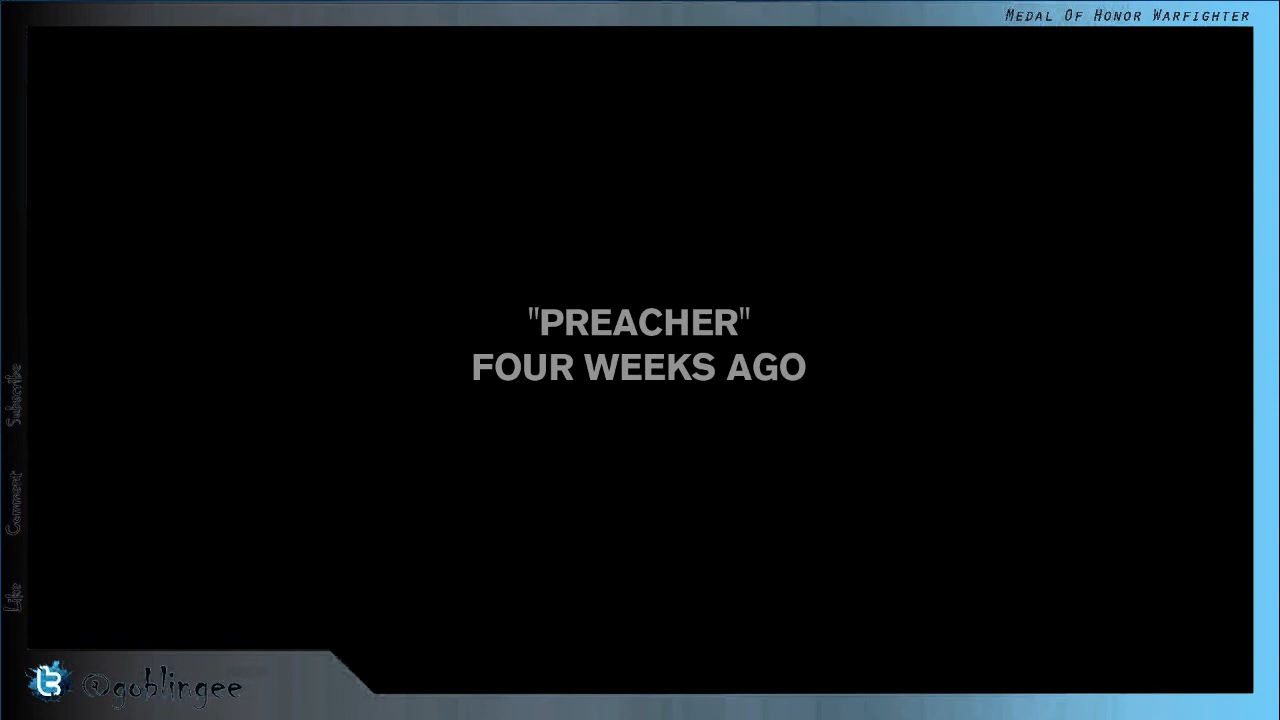 Medal Of Honor Warfighter
"PREACHER"
FOUR WEEKS AGO
Subscribe
Comment
Like
@goblingee